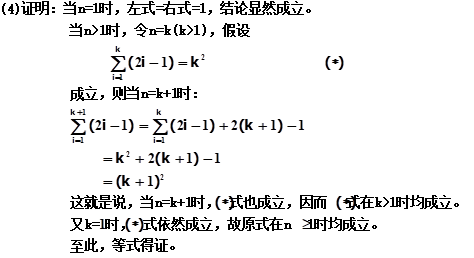 (4)证明：当n=1时，左式=右式=1，结论显然成立。
当n>1时，令n=k(k>1)，假设
\sum_{i=1}^{k}(2i-1)=k^2 (*)
成立，则当n=k+1时：
\sum_{i=1}^{k+1}(2i-1)=\sum_{i=1}^{k}(2i-1)+2(k+1)-1
=k^2+2(k+1)-1
=(k+1)^2
这就是说，当n=k+1时，(*)式也成立，因而 (*)式在k>1时均成立。
又k=1时，(*)式依然成立，故原式在n ≥1时均成立。
至此，等式得证。